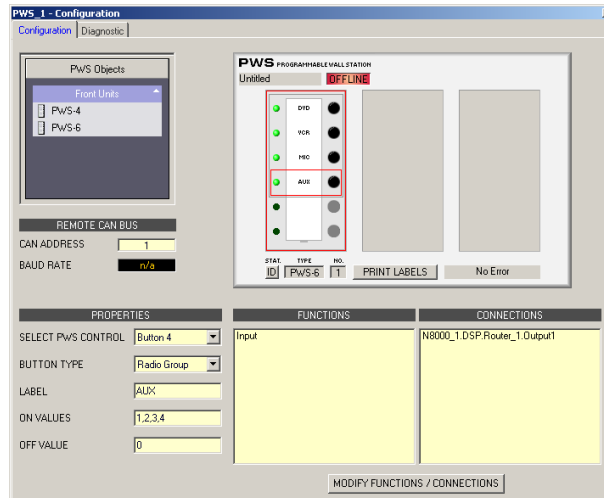 PWS_1 - Configuration
Configuration Diagnostic
PWS Objects
Front Units
PWS-4
PWS-6
REMOTE CAN BUS
CAN ADDRESS 1
BAUD RATE n/a
PWS PROGRAMMABLE WALL STATION
Untitled OFFLINE
DVD
VCR
MIC
AUX
STAT. TYPE NO.
ID PWS-6 1 PRINT LABELS No Error
PROPERTIES
SELECT PWS CONTROL Button 4
BUTTON TYPE Radio Group
LABEL AUX
ON VALUES 1,2,3,4
OFF VALUE 0
FUNCTIONS
Input
CONNECTIONS
N8000_1.DSP.Router_1.Output1
MODIFY FUNCTIONS / CONNECTIONS